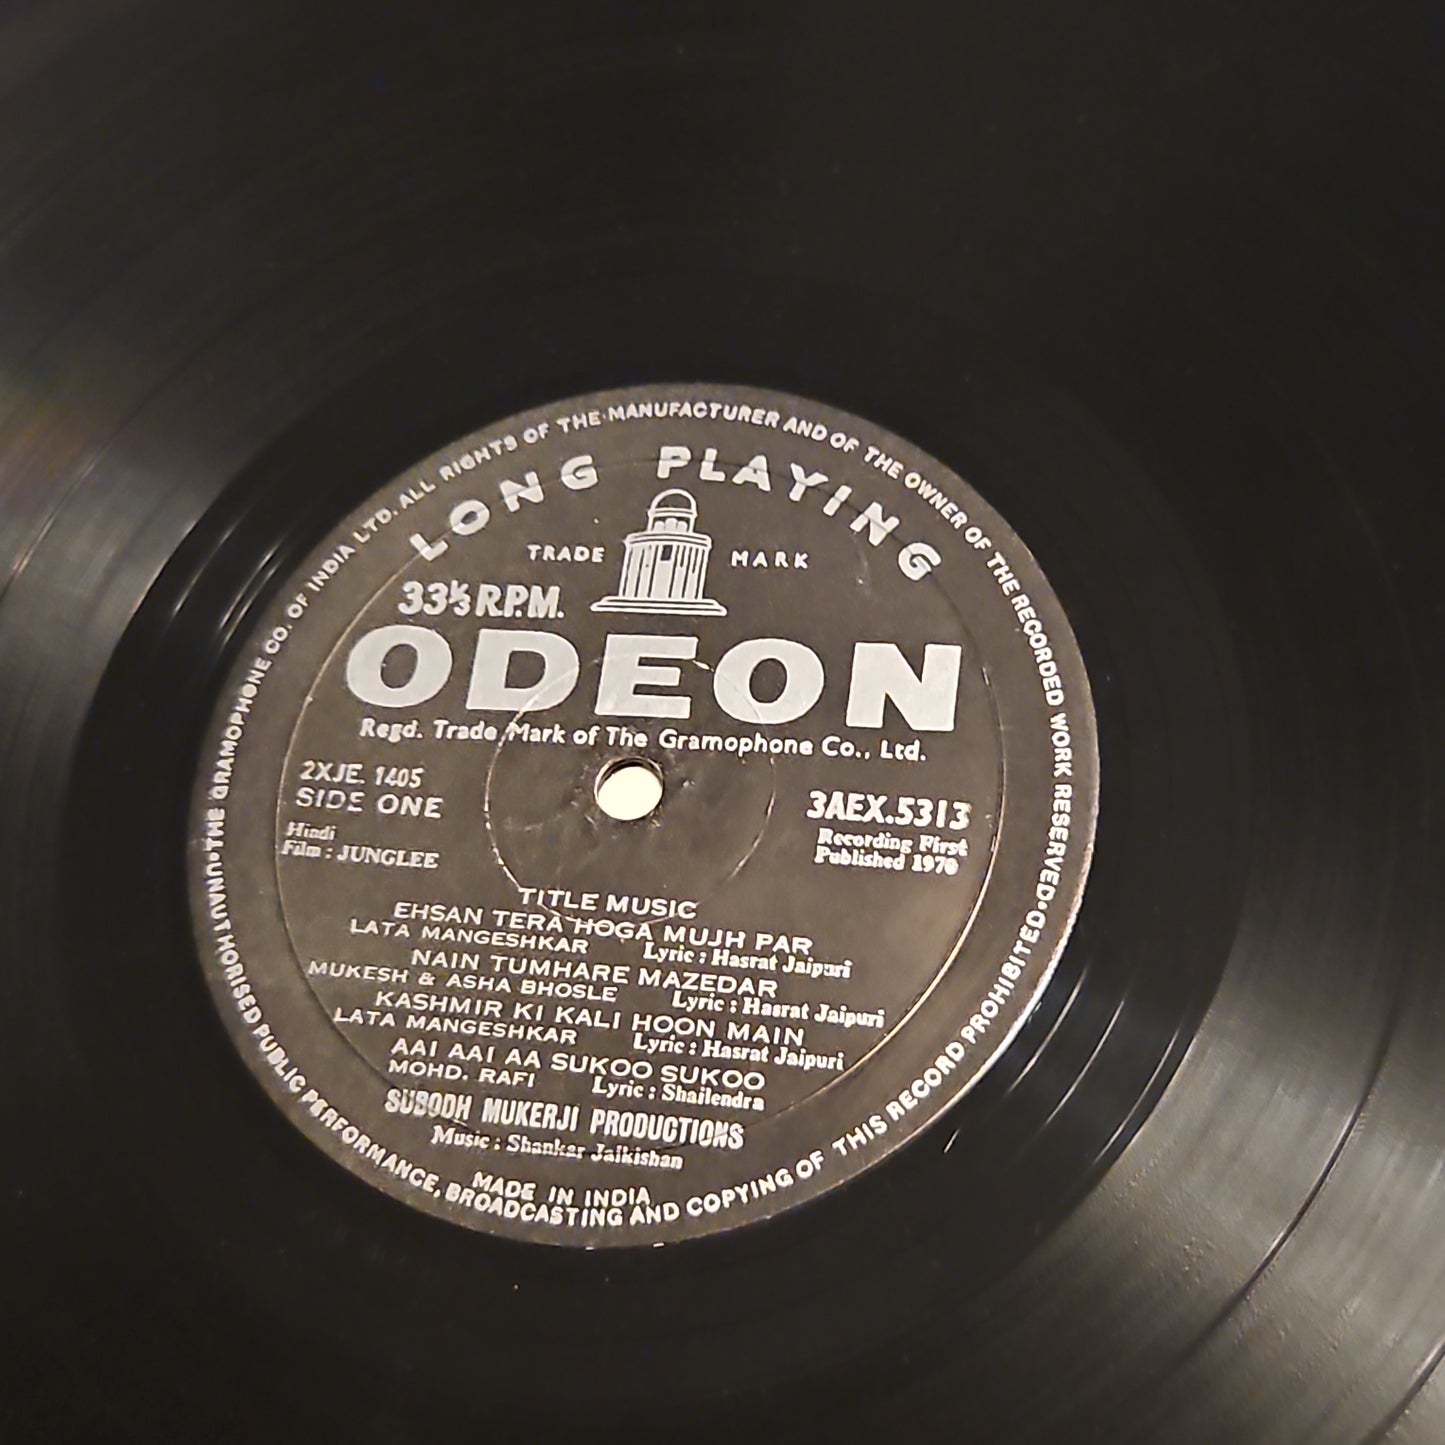 UNAUTHORISED PUBLIC PERFORMANCE, BROADCASTING AND COPYING OF THIS RECORD PROHIBITED·
THE GRAMOPHONE CO. OF INDIA LTD. ALL RIGHTS OF THE MANUFACTURER AND OF THE OWNER OF THE RECORDED WORK RESERVED·
LONG PLAYING
TRADE MARK
33⅓ R.P.M.
ODEON
Regd. Trade Mark of The Gramophone Co., Ltd.
2XJE. 1405
SIDE ONE
3AEX.5313
Hindi
Film : JUNGLEE
Recording First
Published 1970
TITLE MUSIC
EHSAN TERA HOGA MUJH PAR
LATA MANGESHKAR Lyric : Hasrat Jaipuri
NAIN TUMHARE MAZEDAR
MUKESH & ASHA BHOSLE Lyric : Hasrat Jaipuri
KASHMIR KI KALI HOON MAIN
LATA MANGESHKAR Lyric : Hasrat Jaipuri
AAI AAI AA SUKOO SUKOO
MOHD. RAFI Lyric : Shailendra
SUBODH MUKERJI PRODUCTIONS
Music : Shankar Jaikishan
MADE IN INDIA